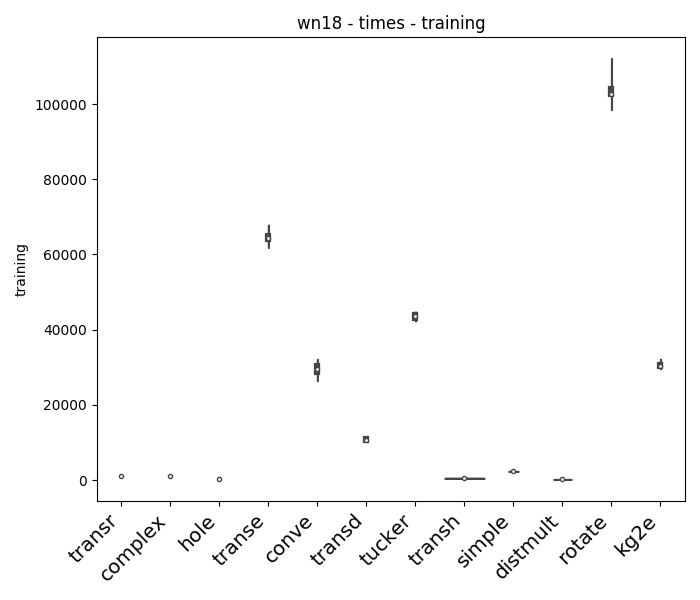 wn18 - times - training
training
100000
80000
60000
40000
20000
0
transr
complex
hole
transe
conve
transd
tucker
transh
simple
distmult
rotate
kg2e